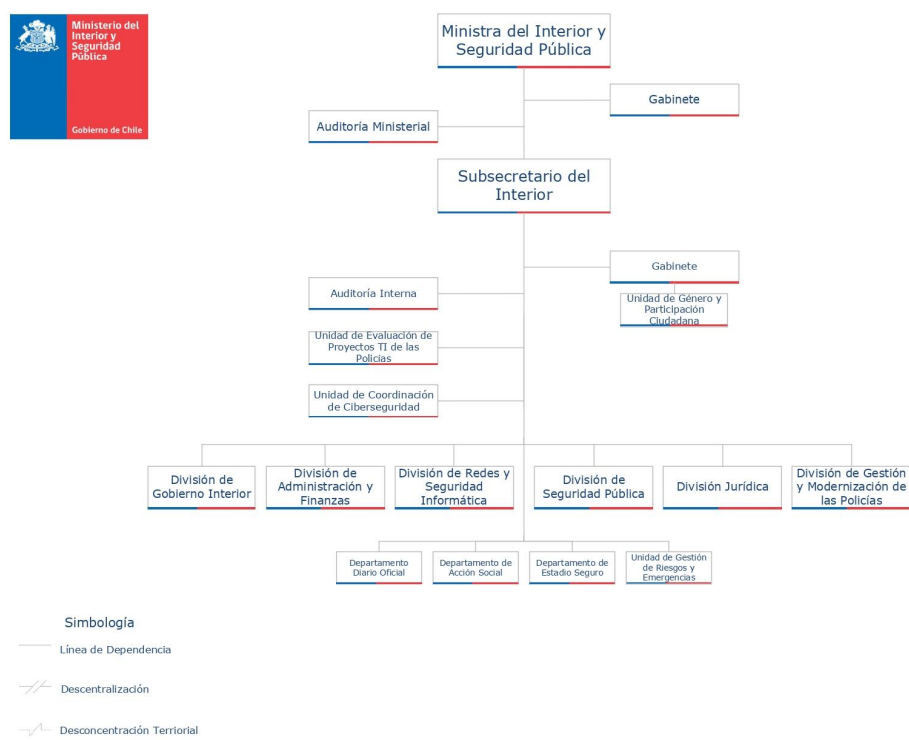 Ministerio del
Interior y
Seguridad
Pública
Gobierno de Chile
Ministra del Interior y
Seguridad Pública
Gabinete
Auditoría Ministerial
Subsecretario del
Interior
Gabinete
Unidad de Género y
Participación
Ciudadana
Auditoría Interna
Unidad de Evaluación de
Proyectos TI de las
Policias
Unidad de Coordinación
de Ciberseguridad
División de
Gobierno Interior
División de
Administración y
Finanzas
División de Redes y
Seguridad
Informática
División de
Seguridad Pública
División Jurídica
División de Gestión
y Modernización de
las Policías
Departamento
Diario Oficial
Departamento de
Acción Social
Departamento de
Estadio Seguro
Unidad de Gestión
de Riesgos y
Emergencias
Simbología
Línea de Dependencia
Descentralización
Desconcentración Terriorial